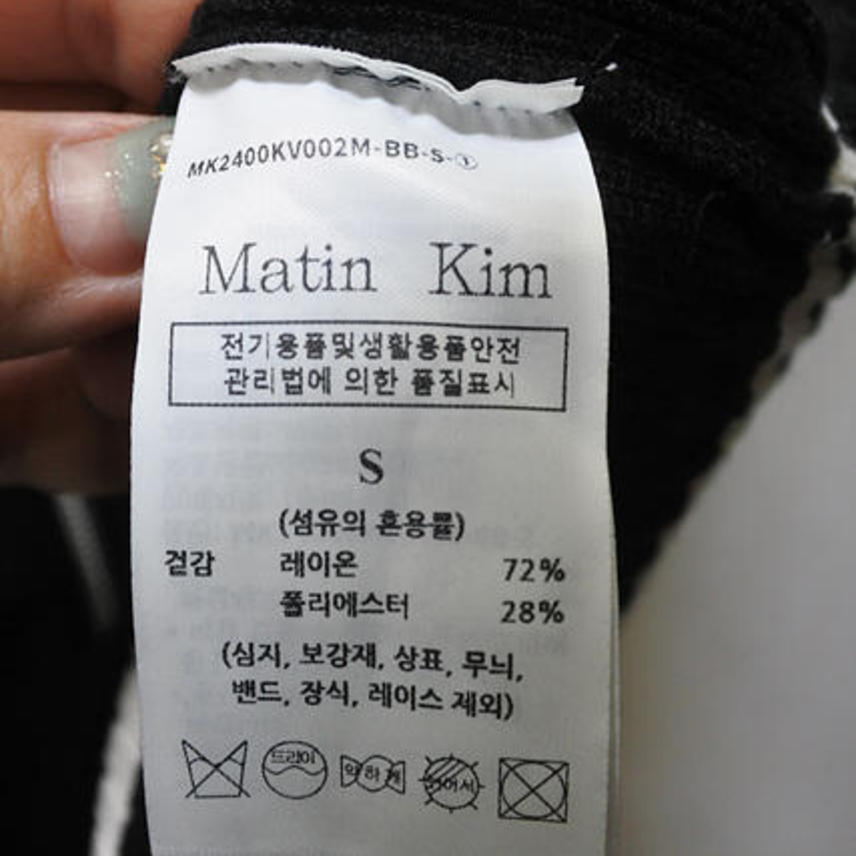 MK2400KV002M-BB-S-①
Matin Kim
전기용품및생활용품안전
관리법에 의한 품질표시
S
(섬유의 혼용률)
겉감 레이온 72%
폴리에스터 28%
(심지, 보강재, 상표, 무늬,
밴드, 장식, 레이스 제외)
드라이 약하게 뉘어서